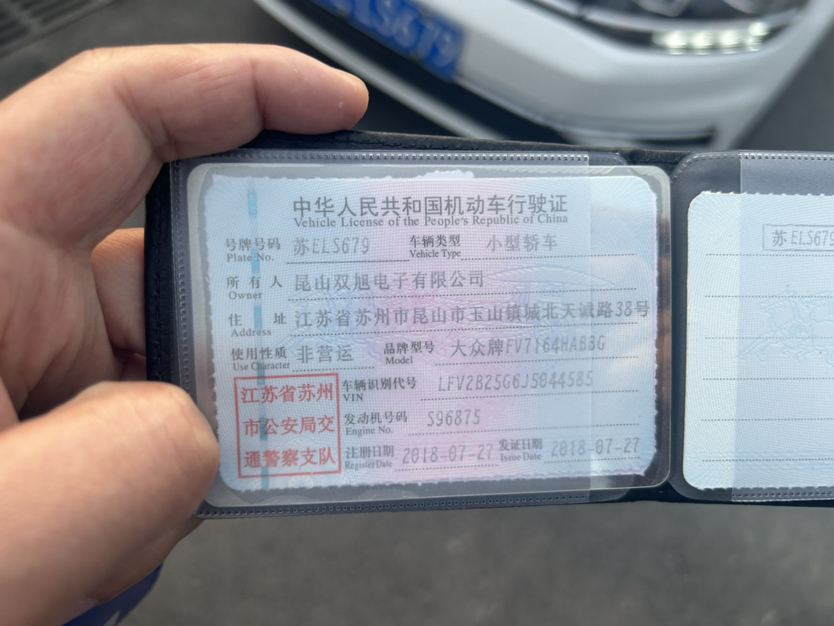 中华人民共和国机动车行驶证
Vehicle License of the People's Republic of China
号牌号码 苏ELS679 车辆类型 小型轿车
Plate No. Vehicle Type
所有人 昆山双旭电子有限公司
Owner
住址 江苏省苏州市昆山市玉山镇城北天诚路38号
Address
使用性质 非营运 品牌型号 大众牌FV7164HABBG
Use Character Model
江苏省苏州
市公安局交
通警察支队
车辆识别代号 LFV2B25G6J5044585
VIN
发动机号码 S96875
Engine No.
注册日期 2018-07-27 发证日期 2018-07-27
Register Date Issue Date
苏ELS679